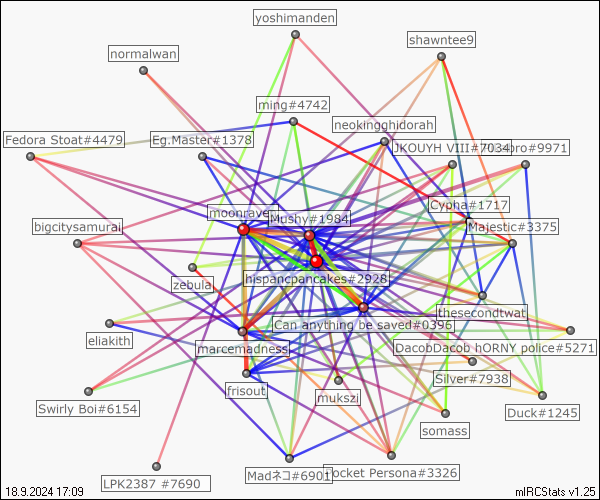 yoshimanden
shawntee9
normalwan
ming#4742
neokingghidorah
Fedora Stoat#4479
Eg.Master#1378
JKOUYH VIII#7034
bro#9971
Cypha#1717
moonrave
Mushy#1984
Majestic#3375
bigcitysamurai
zebula
hispancpancakes#2928
thesecondtwat
Can anything be saved#0396
eliakith
marcemadness
DacobDacob hORNY police#5271
Silver#7938
frisout
mukszi
Swirly Boi#6154
Duck#1245
somass
Madネコ#6901
ocket Persona#3326
LPK2387 #7690
18.9.2024 17:09
mIRCStats v1.25